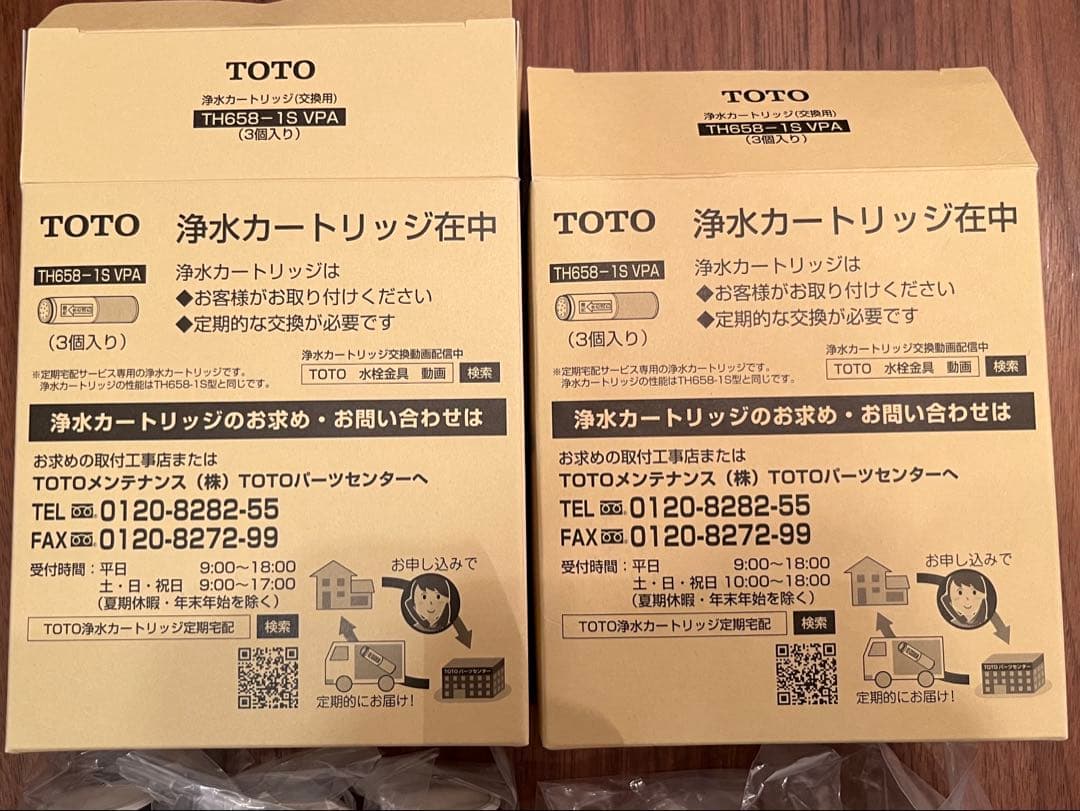 TOTO
浄水カートリッジ(交換用)
TH658-1S VPA
(3個入り)
TOTO 浄水カートリッジ在中
TH658-1S VPA
浄水カートリッジは
◆お客様がお取り付けください
◆定期的な交換が必要です
(3個入り)
※定期宅配サービス専用の浄水カートリッジです。
浄水カートリッジの性能はTH658-1S型と同じです。
浄水カートリッジ交換動画配信中
TOTO 水栓金具 動画 検索
浄水カートリッジのお求め・お問い合わせは
お求めの取付工事店または
TOTOメンテナンス(株)TOTOパーツセンターへ
TEL 0120-8282-55
FAX 0120-8272-99
受付時間:平日 9:00〜18:00
土・日・祝日 9:00〜17:00
(夏期休暇・年末年始を除く)
TOTO浄水カートリッジ定期宅配 検索
お申し込みで
TOTOパーツセンター
定期的にお届け!
TOTO
浄水カートリッジ(交換用)
TH658-1S VPA
(3個入り)
TOTO 浄水カートリッジ在中
TH658-1S VPA
浄水カートリッジは
◆お客様がお取り付けください
◆定期的な交換が必要です
(3個入り)
※定期宅配サービス専用の浄水カートリッジです。
浄水カートリッジの性能はTH658-1S型と同じです。
浄水カートリッジ交換動画配信中
TOTO 水栓金具 動画 検索
浄水カートリッジのお求め・お問い合わせは
お求めの取付工事店または
TOTOメンテナンス(株)TOTOパーツセンターへ
TEL 0120-8282-55
FAX 0120-8272-99
受付時間:平日 9:00〜18:00
土・日・祝日 10:00〜18:00
(夏期休暇・年末年始を除く)
TOTO浄水カートリッジ定期宅配 検索
お申し込みで
TOTOパーツセンター
定期的にお届け!